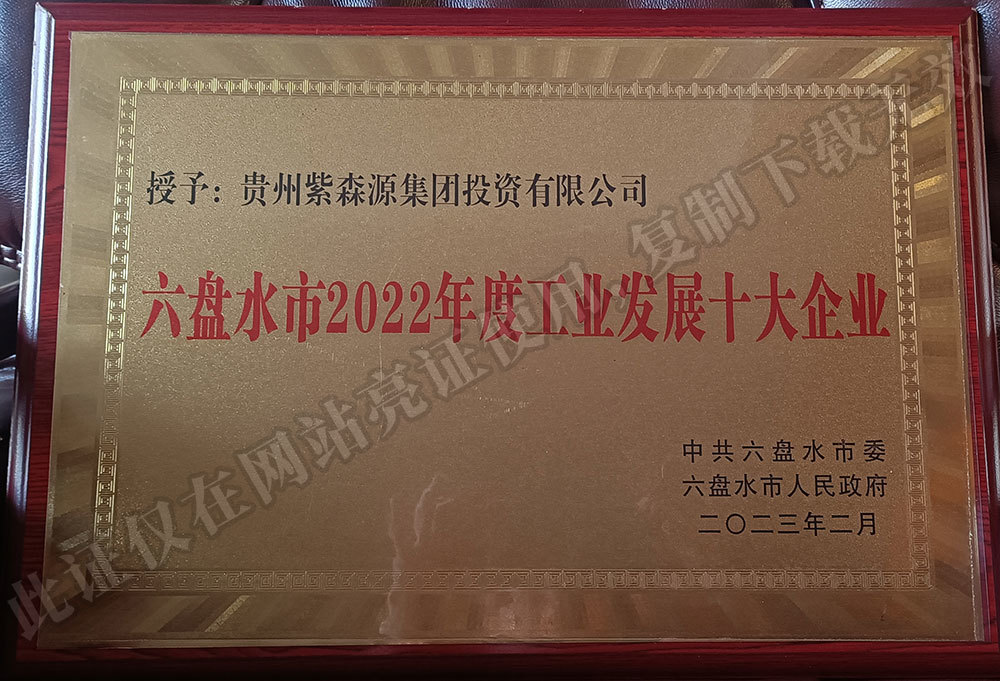 授予：贵州紫森源集团投资有限公司
六盘水市2022年度工业发展十大企业
中共六盘水市委
六盘水市人民政府
二〇二三年二月
此证仅在网站亮证使用，复制下载无效